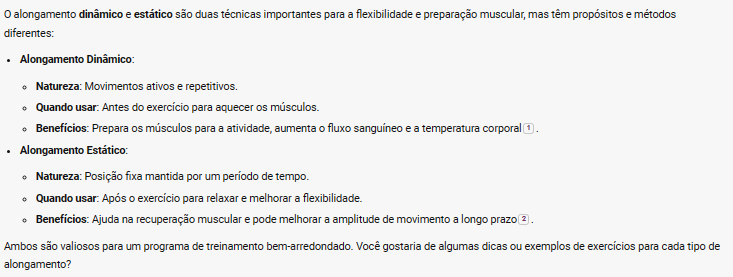 O alongamento dinâmico e estático são duas técnicas importantes para a flexibilidade e preparação muscular, mas têm propósitos e métodos
diferentes:
• Alongamento Dinâmico:
◦ Natureza: Movimentos ativos e repetitivos.
◦ Quando usar: Antes do exercício para aquecer os músculos.
◦ Benefícios: Prepara os músculos para a atividade, aumenta o fluxo sanguíneo e a temperatura corporal 1 .
• Alongamento Estático:
◦ Natureza: Posição fixa mantida por um período de tempo.
◦ Quando usar: Após o exercício para relaxar e melhorar a flexibilidade.
◦ Benefícios: Ajuda na recuperação muscular e pode melhorar a amplitude de movimento a longo prazo 2 .
Ambos são valiosos para um programa de treinamento bem-arredondado. Você gostaria de algumas dicas ou exemplos de exercícios para cada tipo de
alongamento?